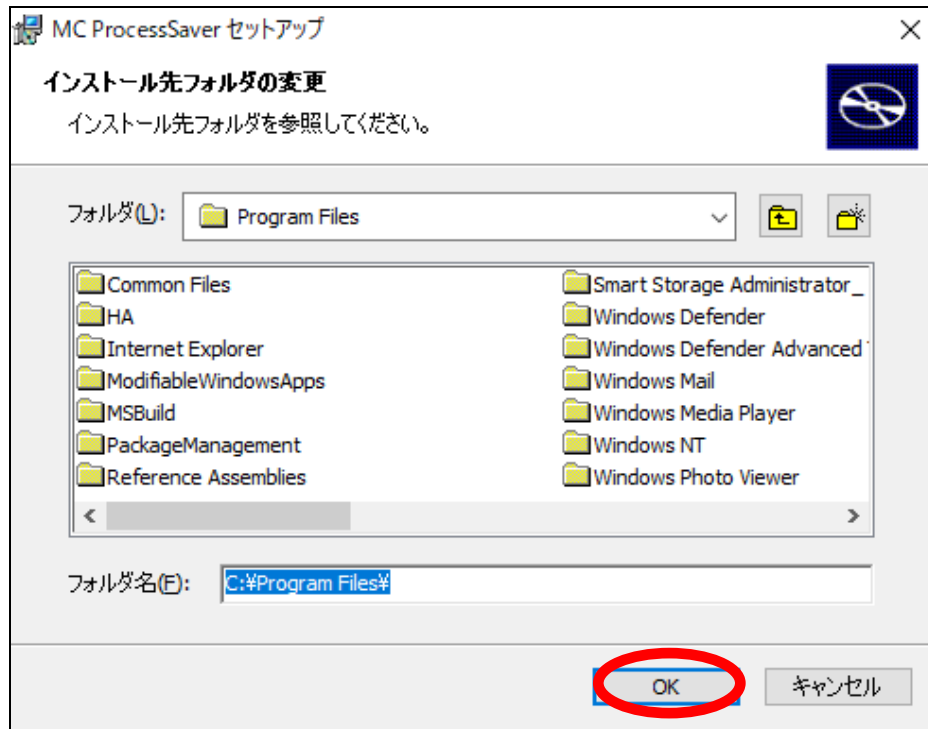 MC ProcessSaver セットアップ
インストール先フォルダの変更
インストール先フォルダを参照してください。
フォルダ(L): Program Files
Common Files
HA
Internet Explorer
ModifiableWindowsApps
MSBuild
PackageManagement
Reference Assemblies
Smart Storage Administrator_
Windows Defender
Windows Defender Advanced
Windows Mail
Windows Media Player
Windows NT
Windows Photo Viewer
フォルダ名(F): C:¥Program Files¥
OK キャンセル